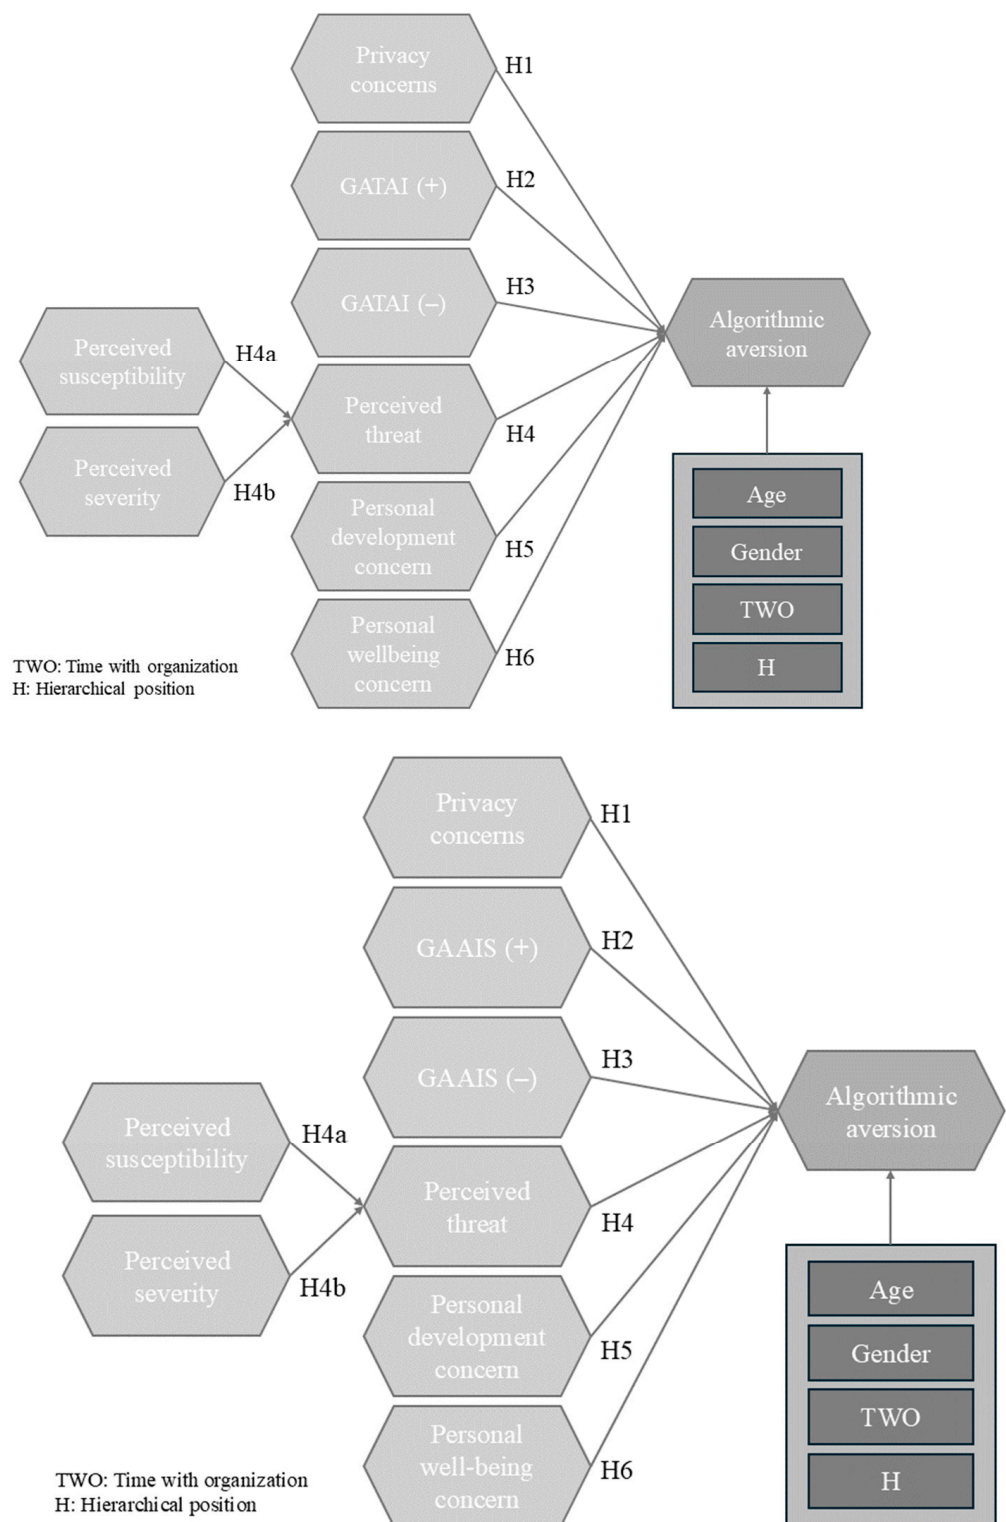 Privacy
concerns
H1
GATAI (+)
H2
GATAI (–)
H3
Algorithmic
aversion
Perceived
susceptibility
H4a
Perceived
threat
H4
Perceived
severity
H4b
Personal
development
concern
H5
Personal
wellbeing
concern
H6
Age
Gender
TWO
H
TWO: Time with organization
H: Hierarchical position
Privacy
concerns
H1
GAAIS (+)
H2
GAAIS (–)
H3
Algorithmic
aversion
Perceived
susceptibility
H4a
Perceived
threat
H4
Perceived
severity
H4b
Personal
development
concern
H5
Personal
well-being
concern
H6
Age
Gender
TWO
H
TWO: Time with organization
H: Hierarchical position